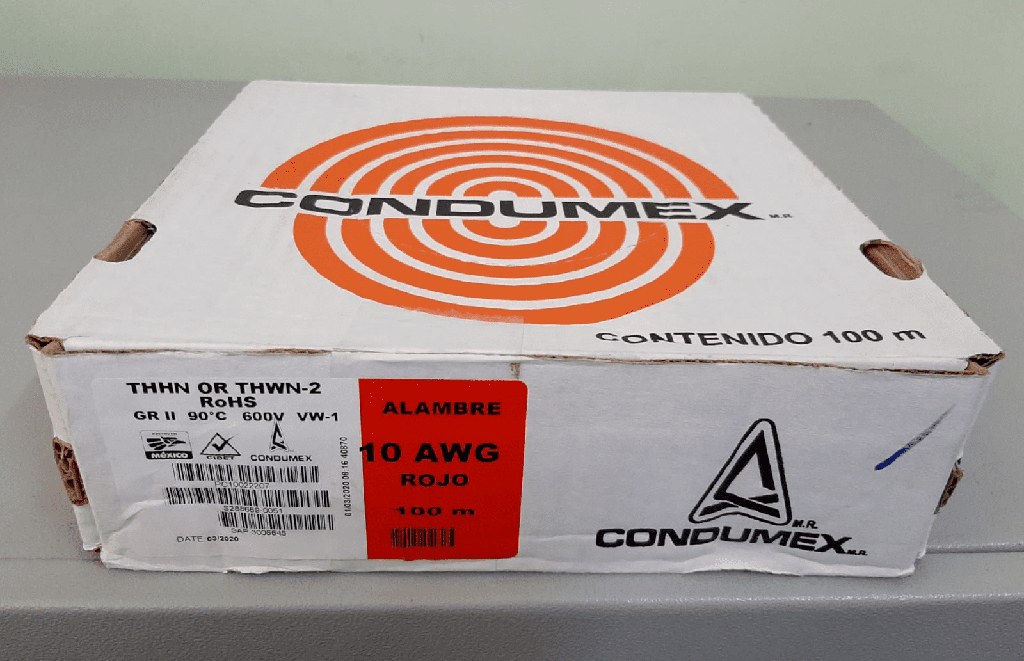 CONDUMEX M.R.
CONTENIDO 100 m
THHN OR THWN-2
RoHS
GR II 90°C 600V VW-1
MÉXICO
CONDUMEX
DATE 03/2020
ALAMBRE
10 AWG
ROJO
100 m
M.R.
CONDUMEX M.R.